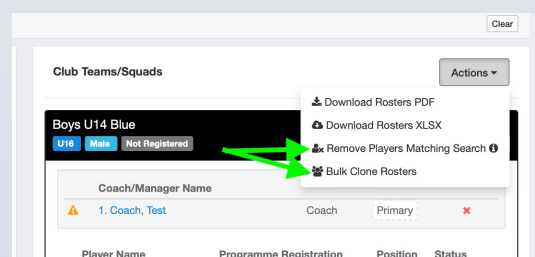 Clear
Club Teams/Squads
Actions
Download Rosters PDF
Download Rosters XLSX
Remove Players Matching Search
Bulk Clone Rosters
Boys U14 Blue
U16 Male Not Registered
Coach/Manager Name
1. Coach, Test Coach Primary
Player Name Programme Registration Position Status